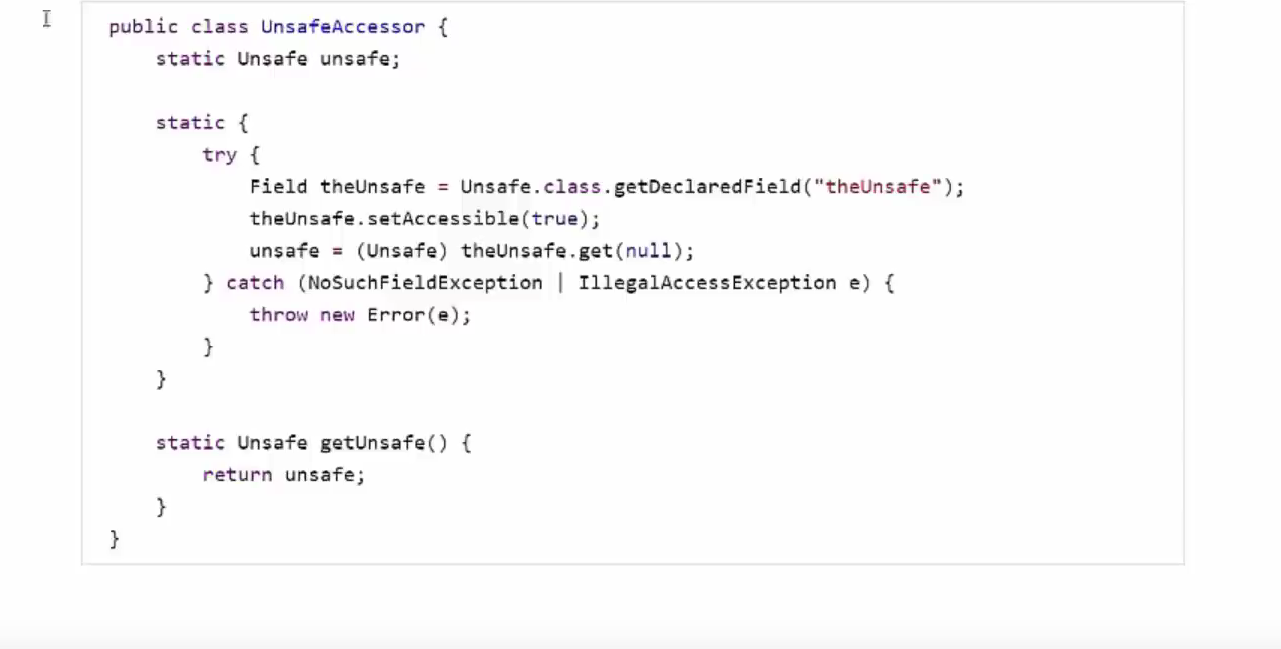 public class UnsafeAccessor {
    static Unsafe unsafe;

    static {
        try {
            Field theUnsafe = Unsafe.class.getDeclaredField("theUnsafe");
            theUnsafe.setAccessible(true);
            unsafe = (Unsafe) theUnsafe.get(null);
        } catch (NoSuchFieldException | IllegalAccessException e) {
            throw new Error(e);
        }
    }

    static Unsafe getUnsafe() {
        return unsafe;
    }
}